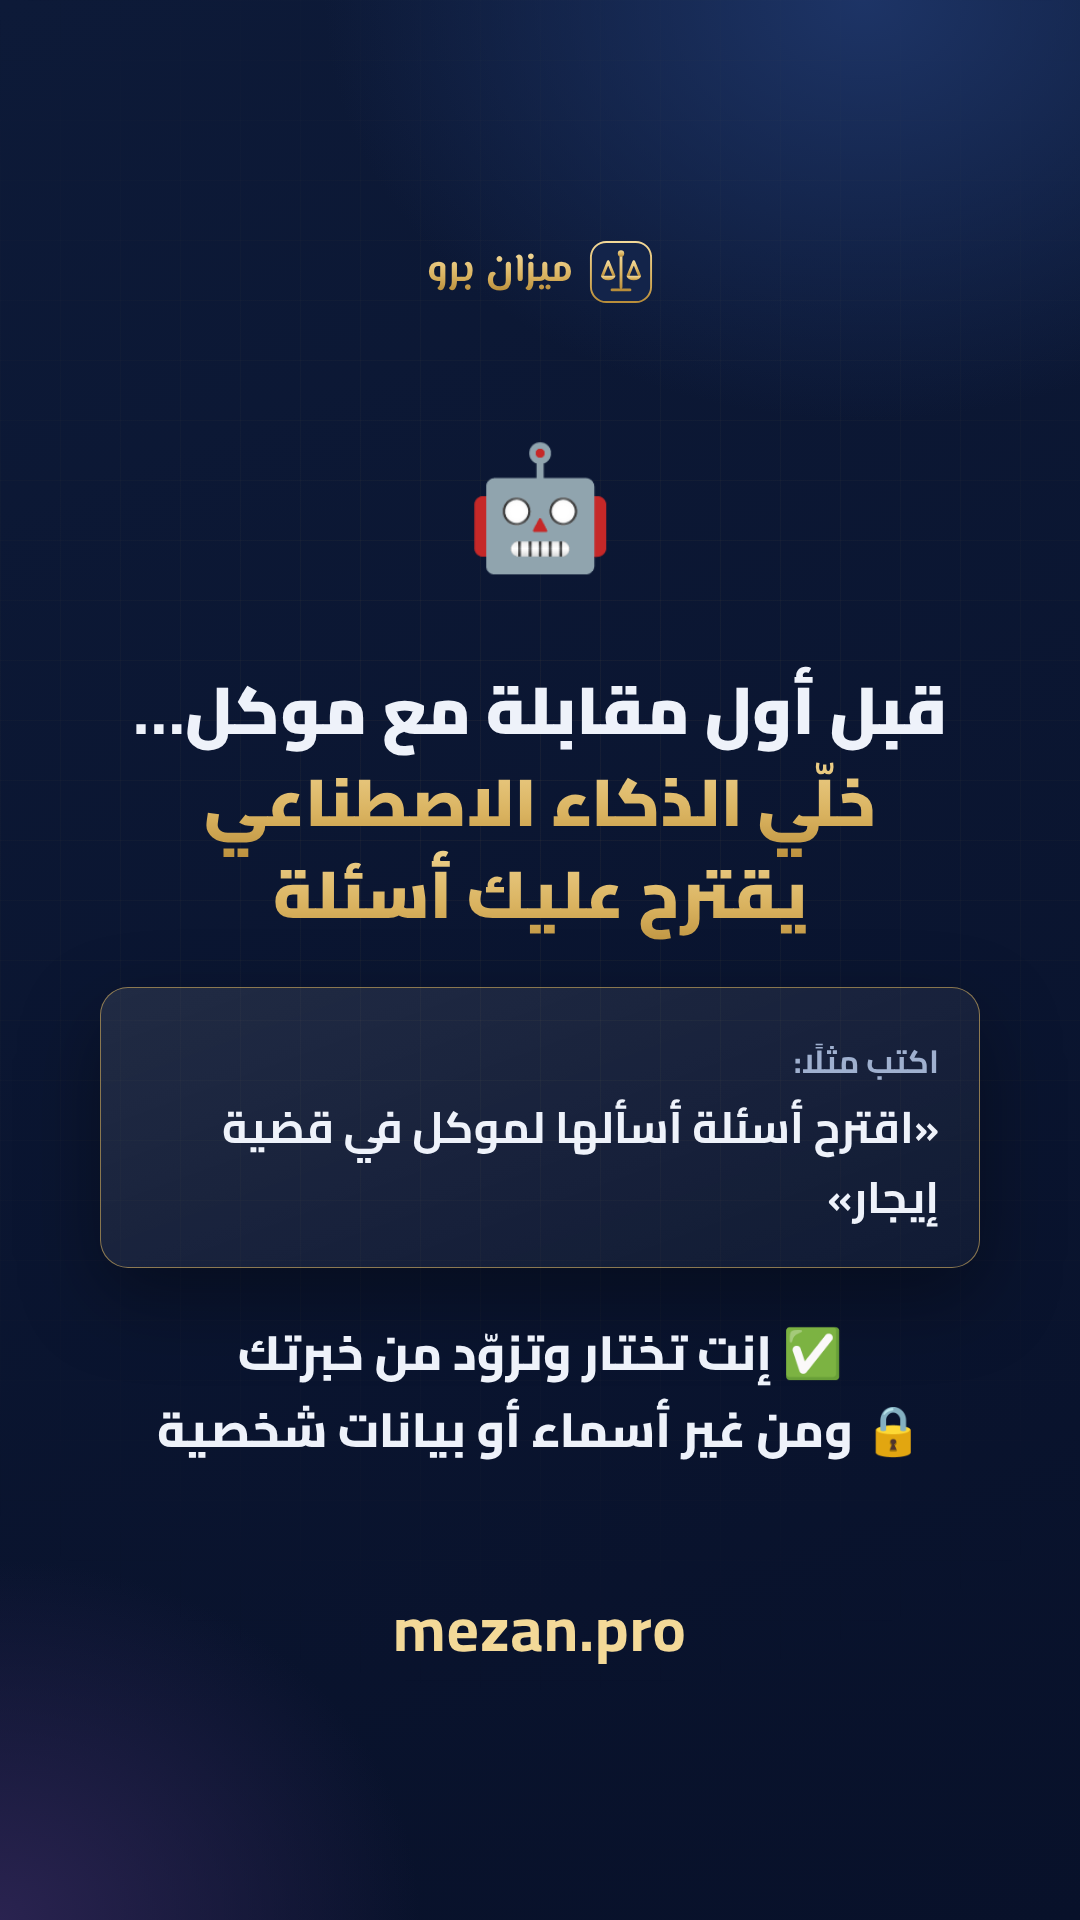 ميزان برو
قبل أول مقابلة مع موكل...
خلّي الذكاء الاصطناعي
يقترح عليك أسئلة
اكتب مثلًا:
«اقترح أسئلة أسألها لموكل في قضية
إيجار»
✅ إنت تختار وتزوّد من خبرتك
🔒 ومن غير أسماء أو بيانات شخصية
mezan.pro